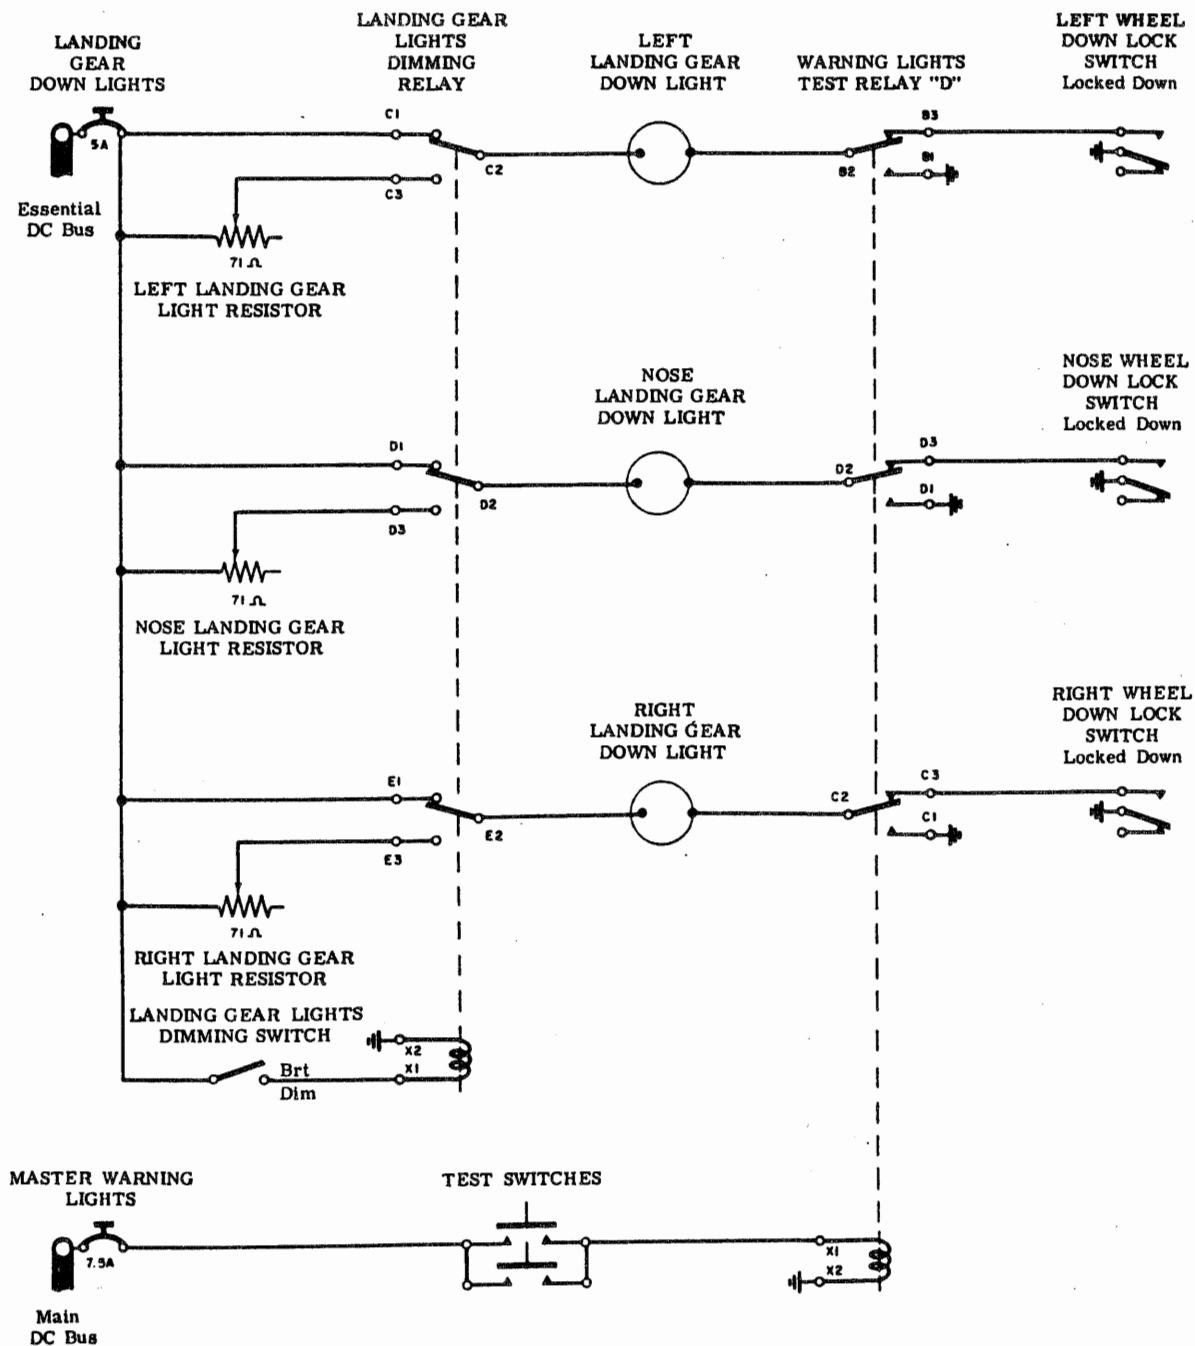 LANDING
GEAR
DOWN LIGHTS
LANDING GEAR
LIGHTS
DIMMING
RELAY
LEFT
LANDING GEAR
DOWN LIGHT
WARNING LIGHTS
TEST RELAY "D"
LEFT WHEEL
DOWN LOCK
SWITCH
Locked Down
5A
C1
C2
C3
B3
B1
B2
Essential
DC Bus
71 Ω
LEFT LANDING GEAR
LIGHT RESISTOR
NOSE
LANDING GEAR
DOWN LIGHT
NOSE WHEEL
DOWN LOCK
SWITCH
Locked Down
D1
D2
D3
D2
D3
D1
71 Ω
NOSE LANDING GEAR
LIGHT RESISTOR
RIGHT
LANDING GEAR
DOWN LIGHT
RIGHT WHEEL
DOWN LOCK
SWITCH
Locked Down
E1
E2
E3
C2
C3
C1
71 Ω
RIGHT LANDING GEAR
LIGHT RESISTOR
LANDING GEAR LIGHTS
DIMMING SWITCH
X2
X1
Brt
Dim
MASTER WARNING
LIGHTS
TEST SWITCHES
7.5A
X1
X2
Main
DC Bus